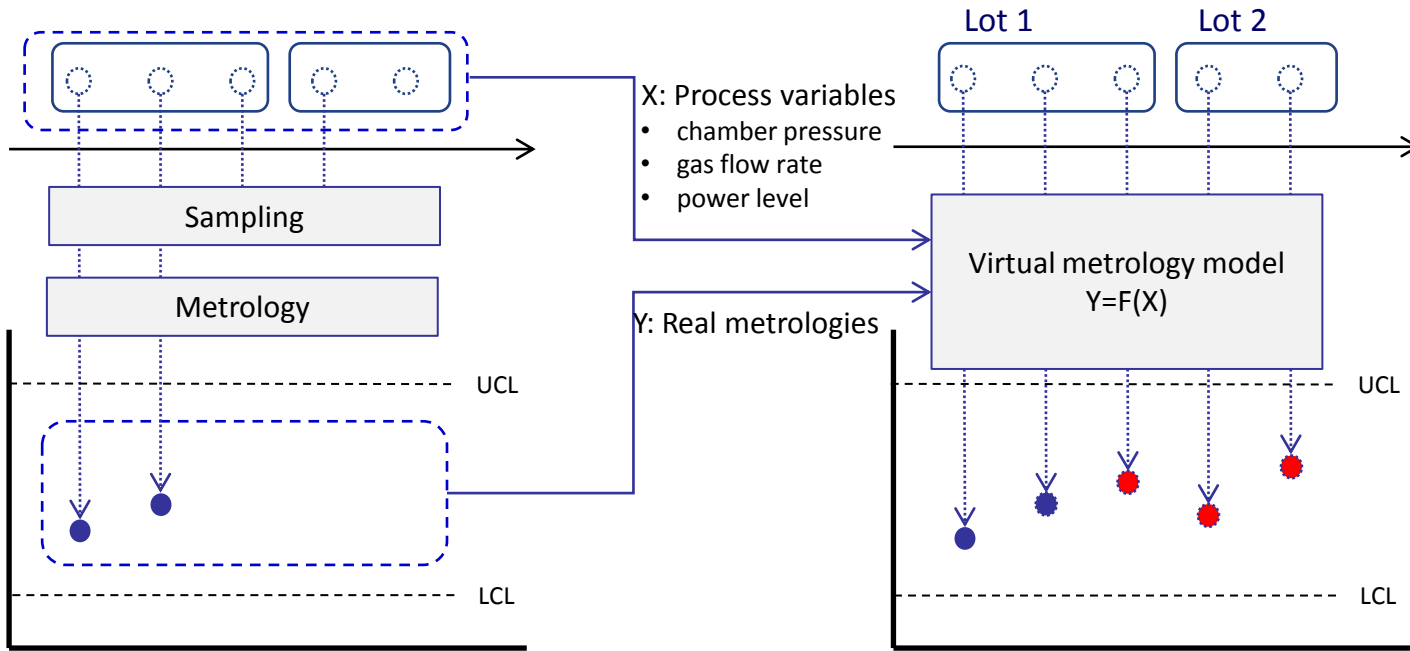 Lot 1
Lot 2
X: Process variables
• chamber pressure
• gas flow rate
• power level
Sampling
Metrology
Virtual metrology model
Y=F(X)
Y: Real metrologies
UCL
UCL
LCL
LCL